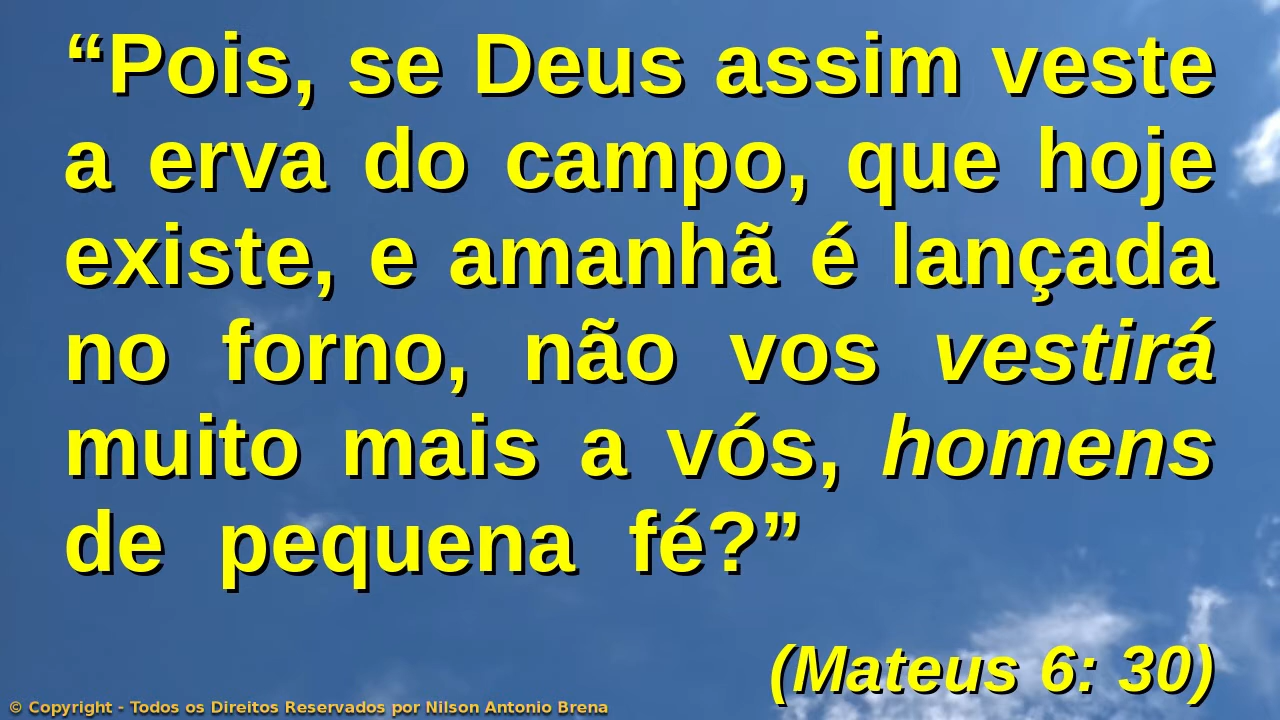 “Pois, se Deus assim veste
a erva do campo, que hoje
existe, e amanhã é lançada
no forno, não vos vestirá
muito mais a vós, homens
de pequena fé?”
(Mateus 6: 30)
© Copyright - Todos os Direitos Reservados por Nilson Antonio Brena